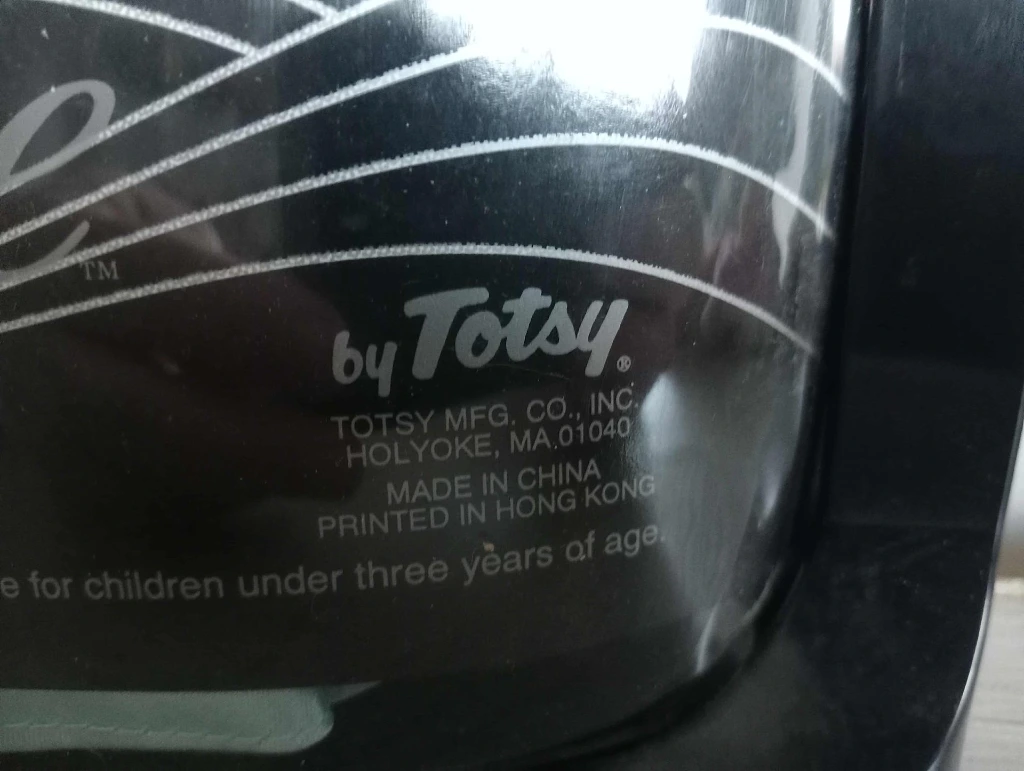 TM
by Totsy®
TOTSY MFG. CO., INC.
HOLYOKE, MA.01040
MADE IN CHINA
PRINTED IN HONG KONG
e for children under three years of age.